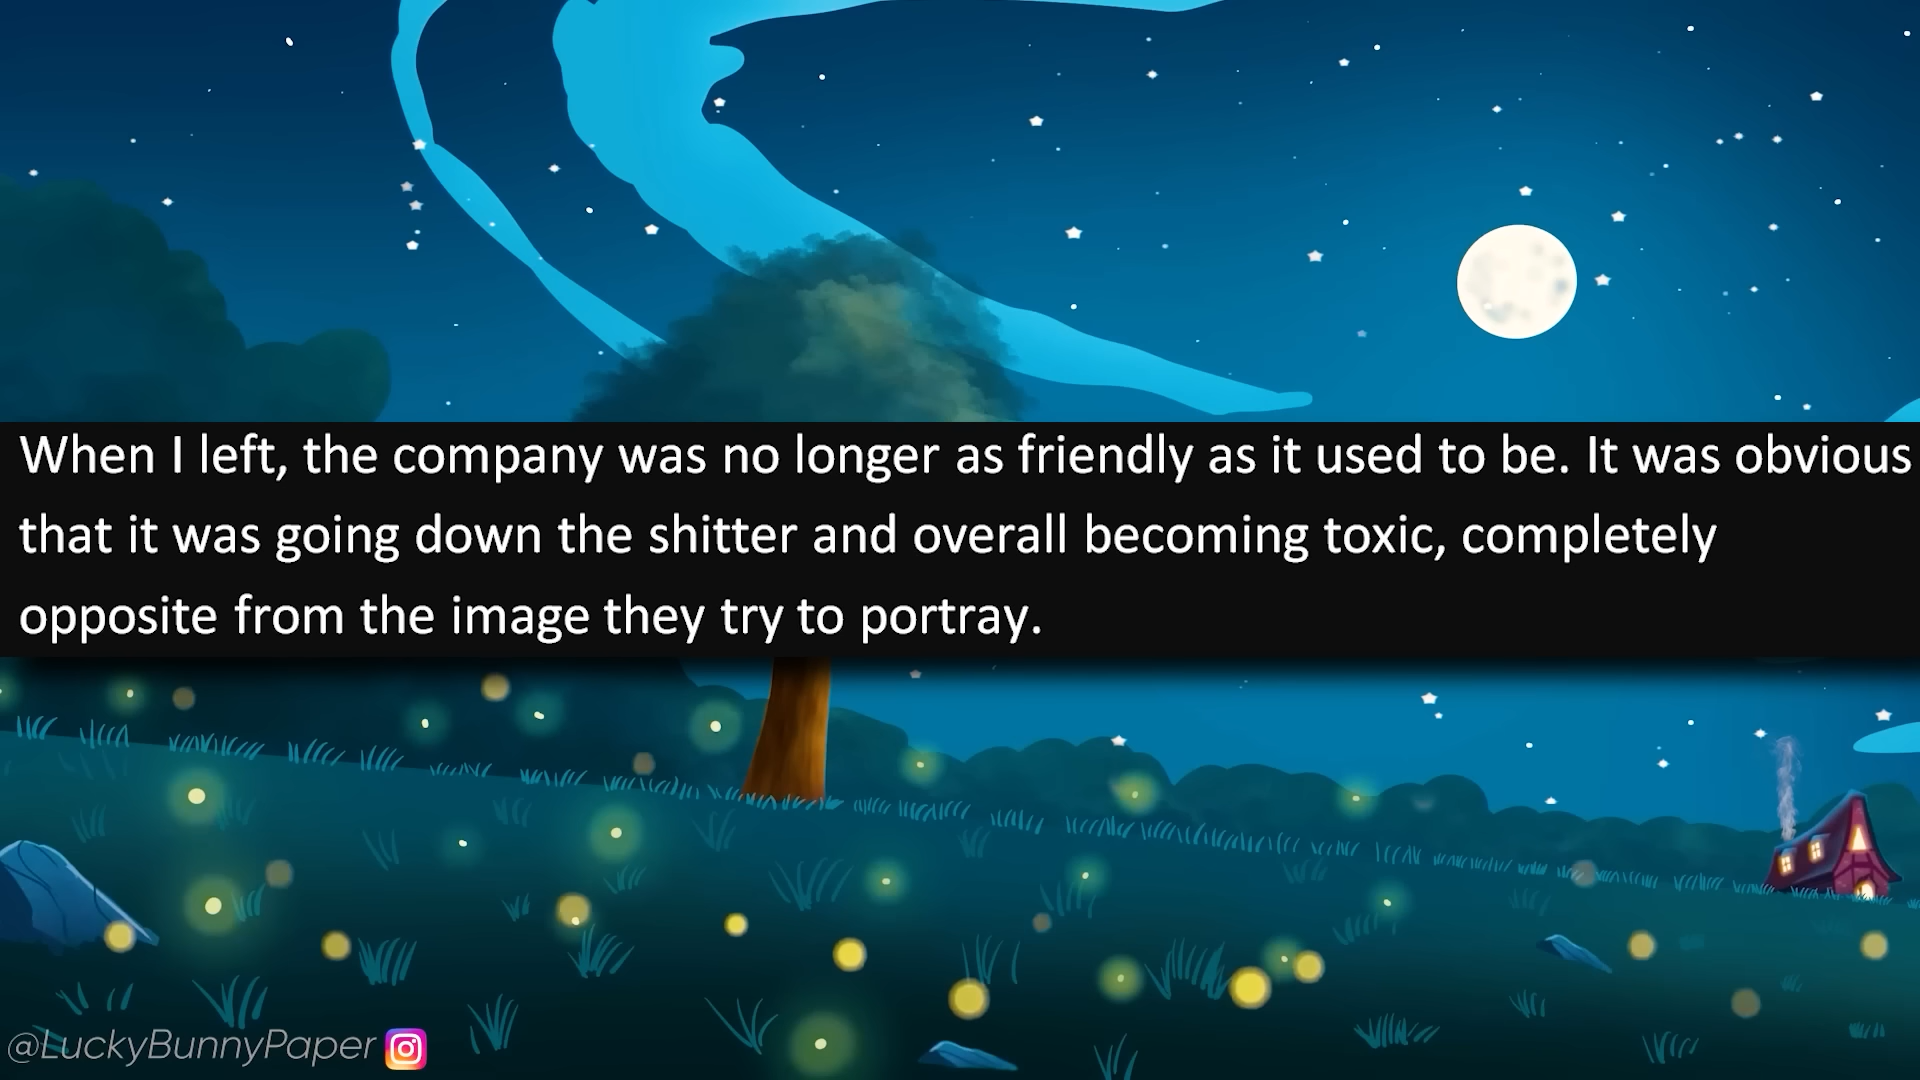 When I left, the company was no longer as friendly as it used to be. It was obvious
that it was going down the shitter and overall becoming toxic, completely
opposite from the image they try to portray.
@LuckyBunnyPaper